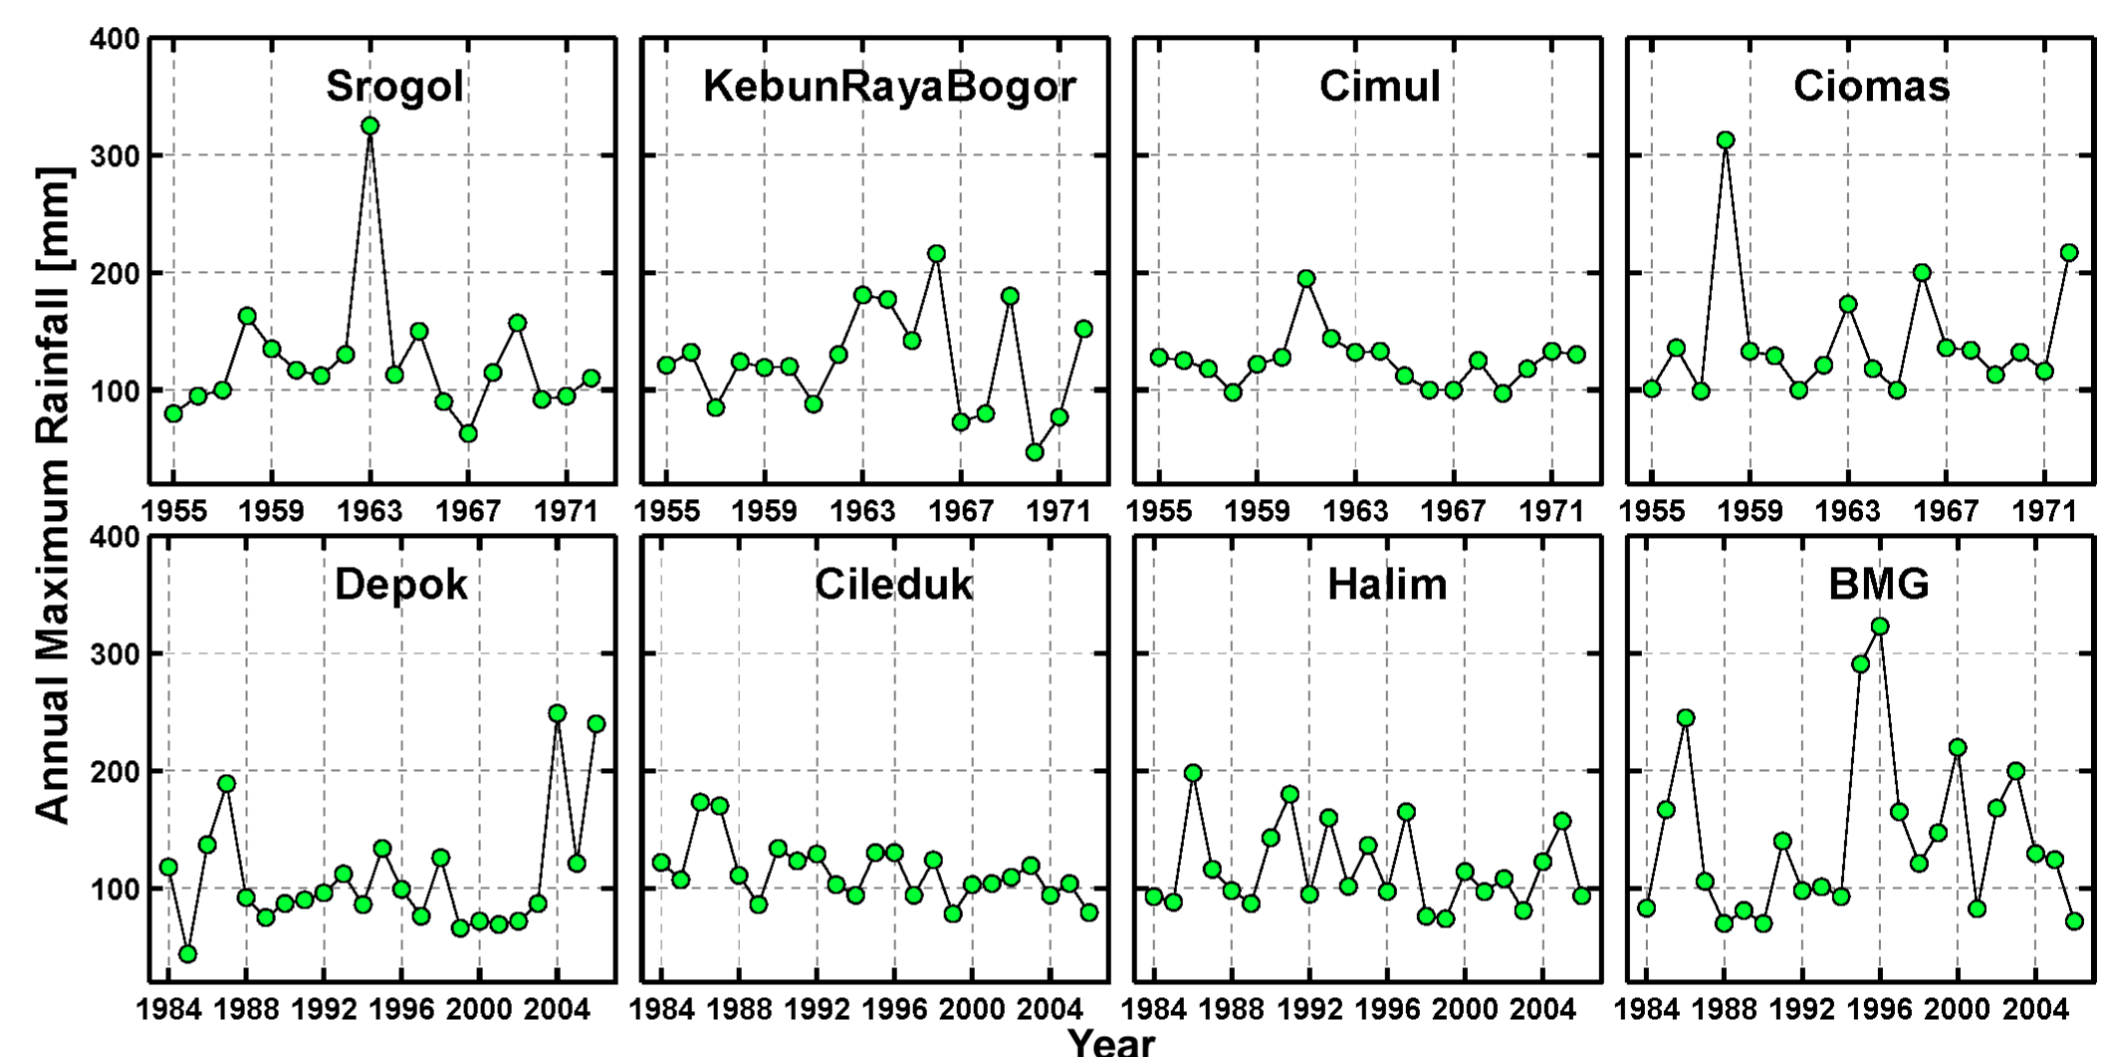 Annual Maximum Rainfall [mm]
400
300
200
100
Srogol
KebunRayaBogor
Cimul
Ciomas
1955 1959 1963 1967 1971
1955 1959 1963 1967 1971
1955 1959 1963 1967 1971
1955 1959 1963 1967 1971
400
300
200
100
Depok
Cileduk
Halim
BMG
1984 1988 1992 1996 2000 2004
1984 1988 1992 1996 2000 2004
1984 1988 1992 1996 2000 2004
1984 1988 1992 1996 2000 2004
Year